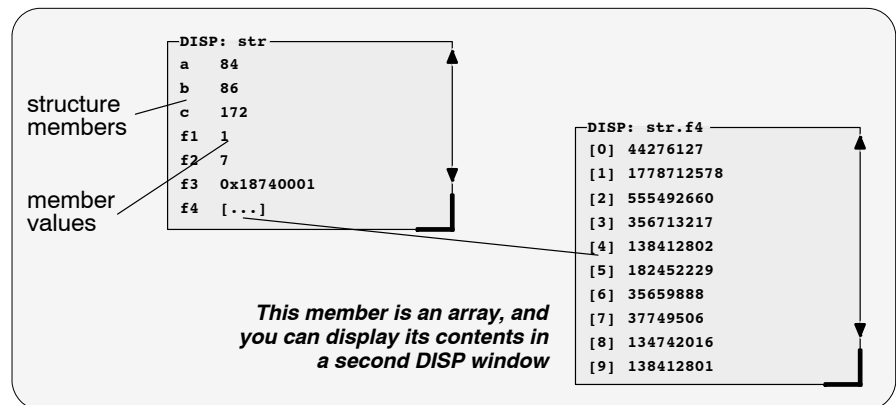 DISP: str
a 84
b 86
c 172
f1 1
f2 7
f3 0x18740001
f4 [...]
structure
members
member
values
DISP: str.f4
[0] 44276127
[1] 1778712578
[2] 555492660
[3] 356713217
[4] 138412802
[5] 182452229
[6] 35659888
[7] 37749506
[8] 134742016
[9] 138412801
This member is an array, and
you can display its contents in
a second DISP window